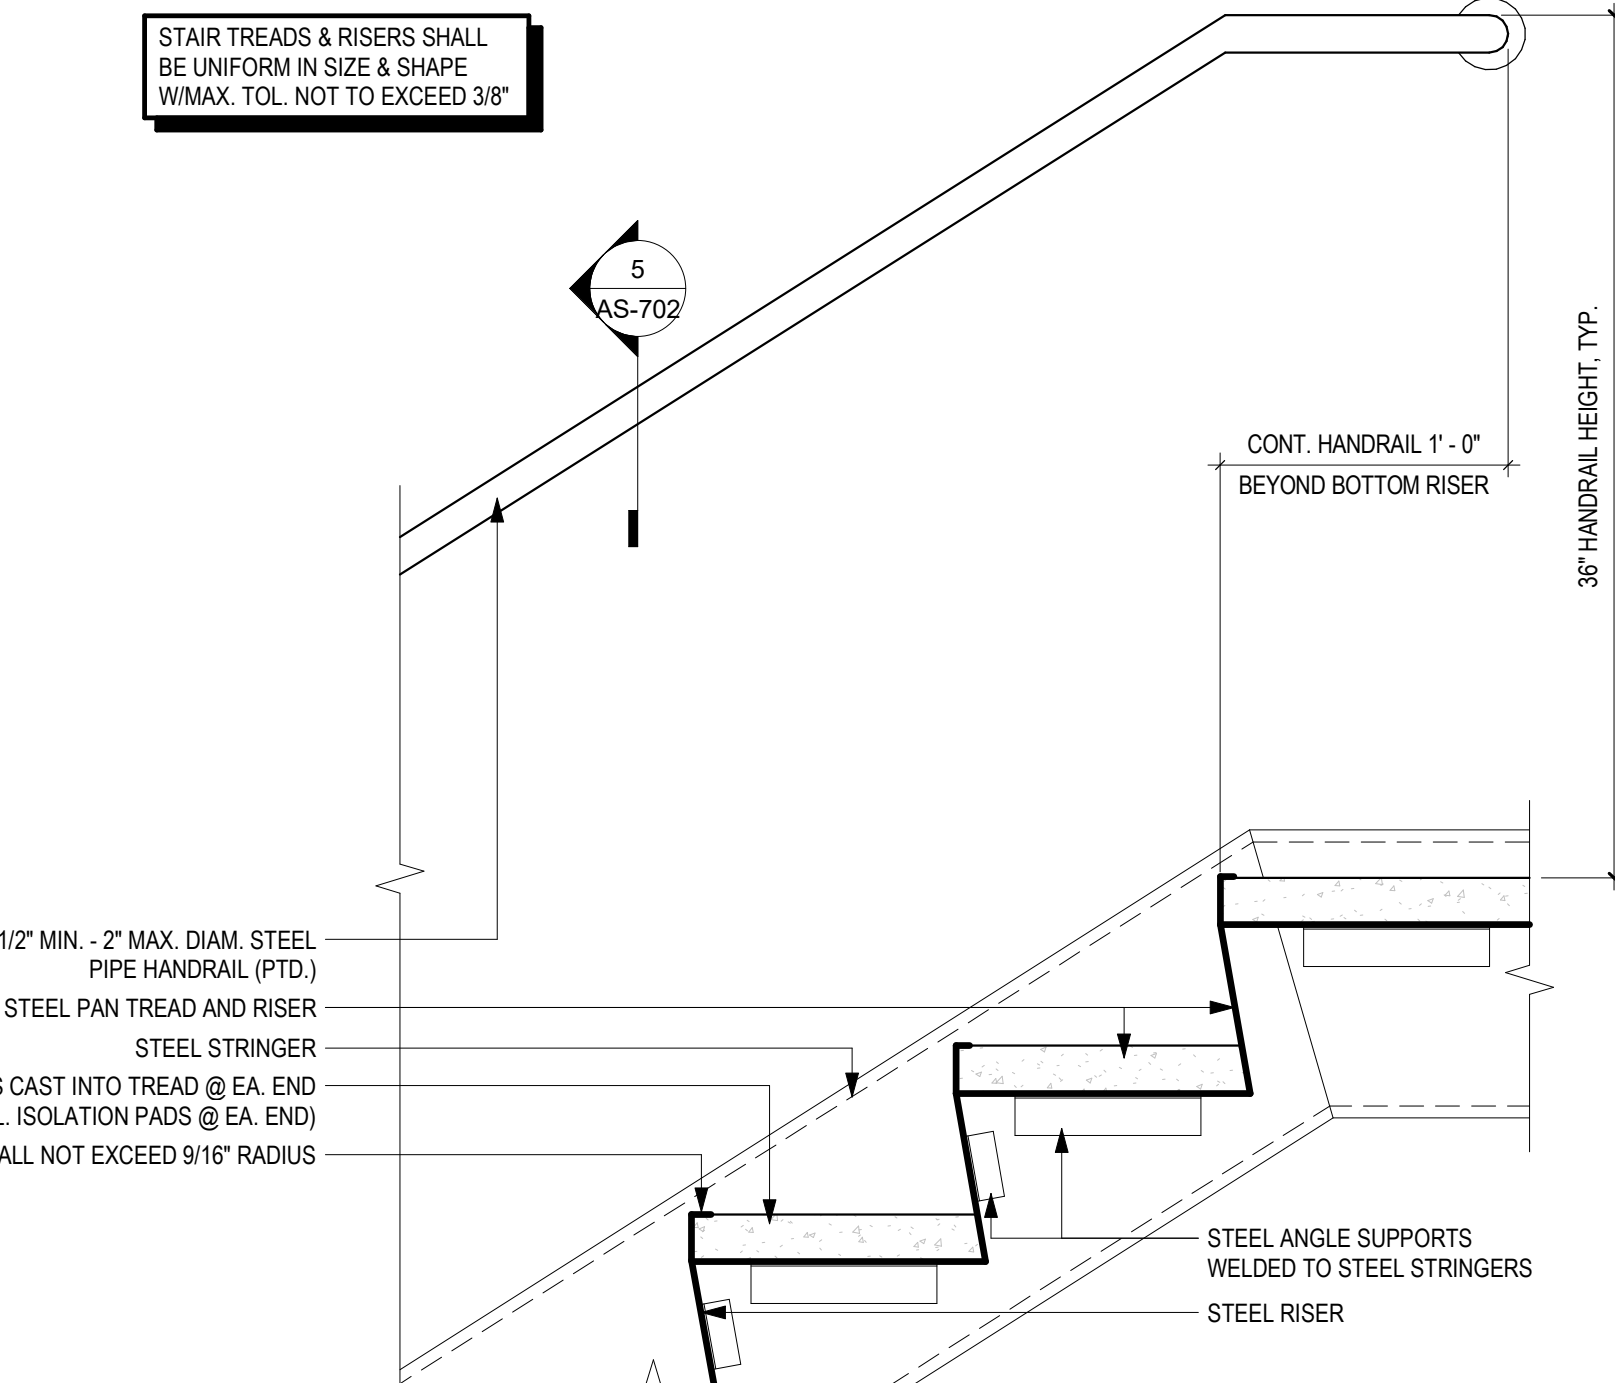 STAIR TREADS & RISERS SHALL
BE UNIFORM IN SIZE & SHAPE
W/MAX. TOL. NOT TO EXCEED 3/8"
5
AS-702
CONT. HANDRAIL 1' - 0"
BEYOND BOTTOM RISER
36" HANDRAIL HEIGHT, TYP.
1/2" MIN. - 2" MAX. DIAM. STEEL
PIPE HANDRAIL (PTD.)
STEEL PAN TREAD AND RISER
STEEL STRINGER
CAST INTO TREAD @ EA. END
ISOLATION PADS @ EA. END)
NOT EXCEED 9/16" RADIUS
STEEL ANGLE SUPPORTS
WELDED TO STEEL STRINGERS
STEEL RISER